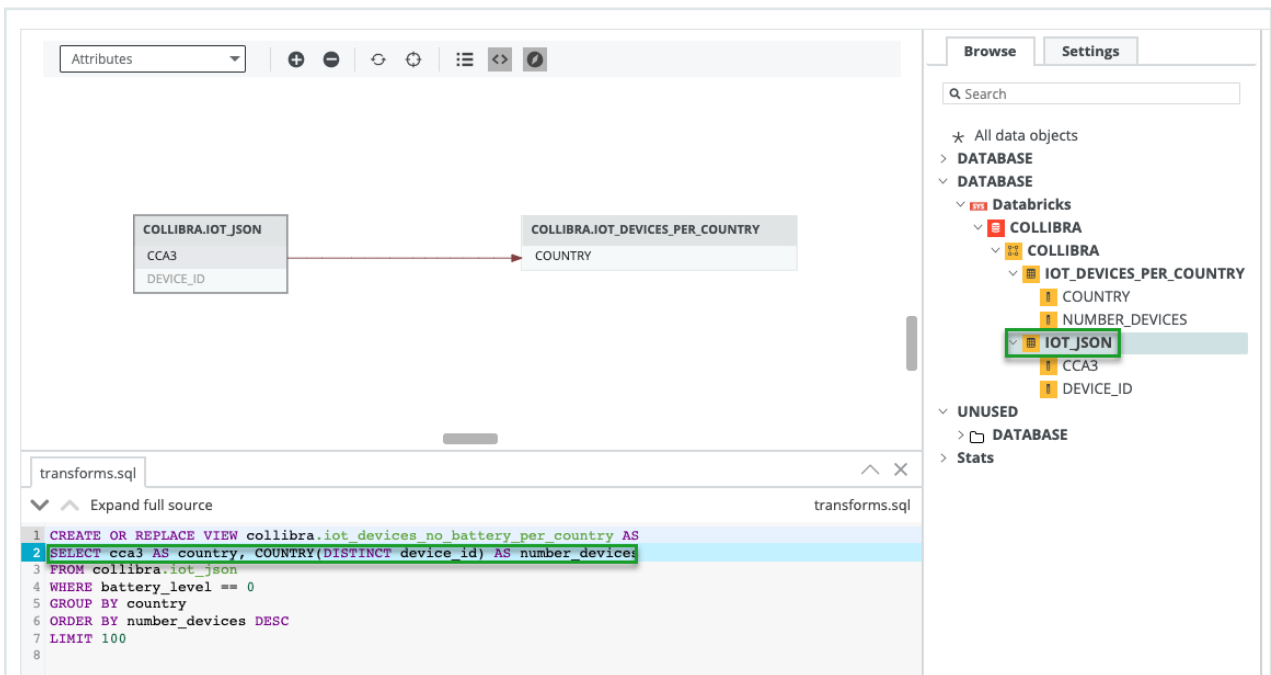 Attributes
COLLIBRA.IOT_JSON
CCA3
DEVICE_ID
COLLIBRA.IOT_DEVICES_PER_COUNTRY
COUNTRY
transforms.sql
Expand full source
transforms.sql
1 CREATE OR REPLACE VIEW collibra.iot_devices_no_battery_per_country AS
2 SELECT cca3 AS country, COUNTRY(DISTINCT device_id) AS number_devices
3 FROM collibra.iot_json
4 WHERE battery_level == 0
5 GROUP BY country
6 ORDER BY number_devices DESC
7 LIMIT 100
8
Browse
Settings
Search
All data objects
DATABASE
DATABASE
SYS Databricks
COLLIBRA
COLLIBRA
IOT_DEVICES_PER_COUNTRY
COUNTRY
NUMBER_DEVICES
IOT_JSON
CCA3
DEVICE_ID
UNUSED
DATABASE
Stats